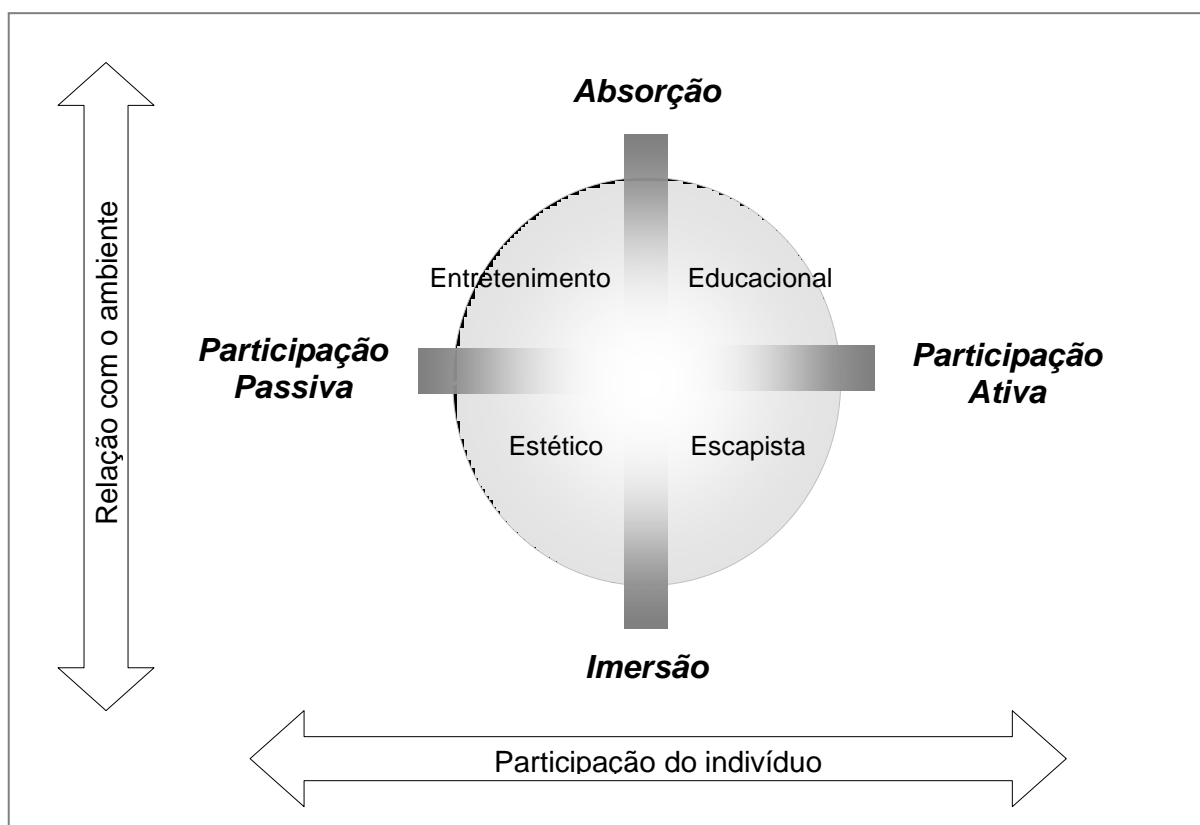 Absorção
Relação com o ambiente
Entretenimento
Educacional
Participação
Passiva
Participação
Ativa
Estético
Escapista
Imersão
Participação do indivíduo